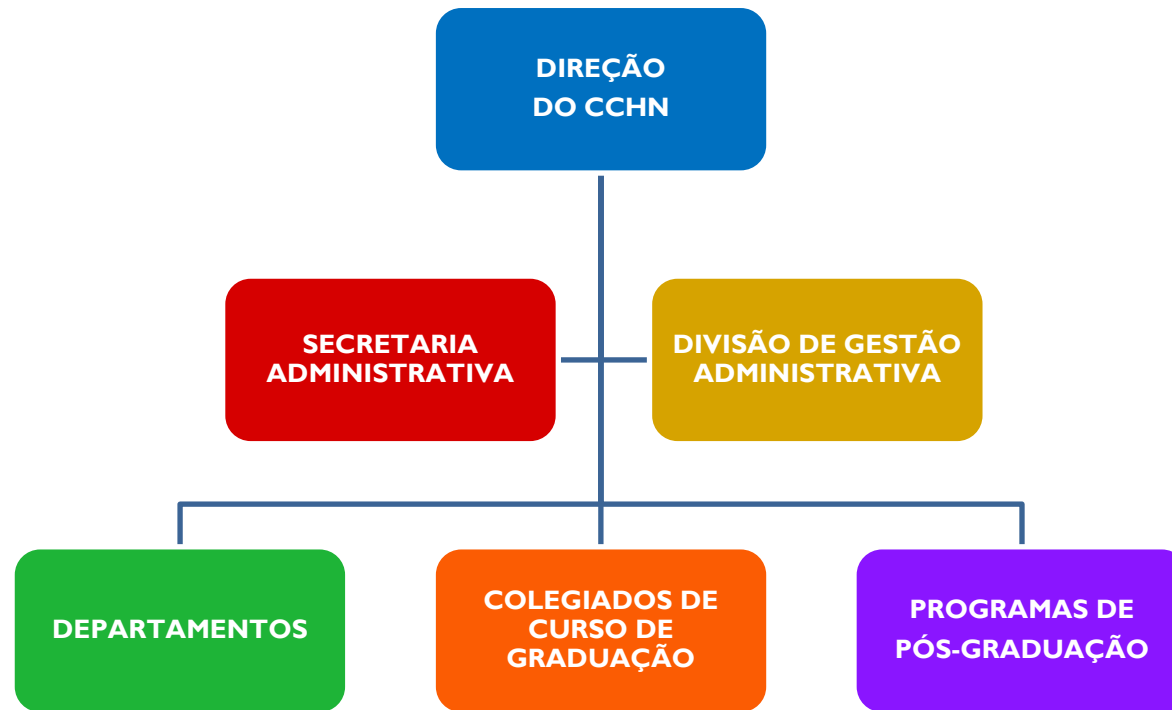 DIREÇÃO
DO CCHN
SECRETARIA
ADMINISTRATIVA
DIVISÃO DE GESTÃO
ADMINISTRATIVA
DEPARTAMENTOS
COLEGIADOS DE
CURSO DE
GRADUAÇÃO
PROGRAMAS DE
PÓS-GRADUAÇÃO